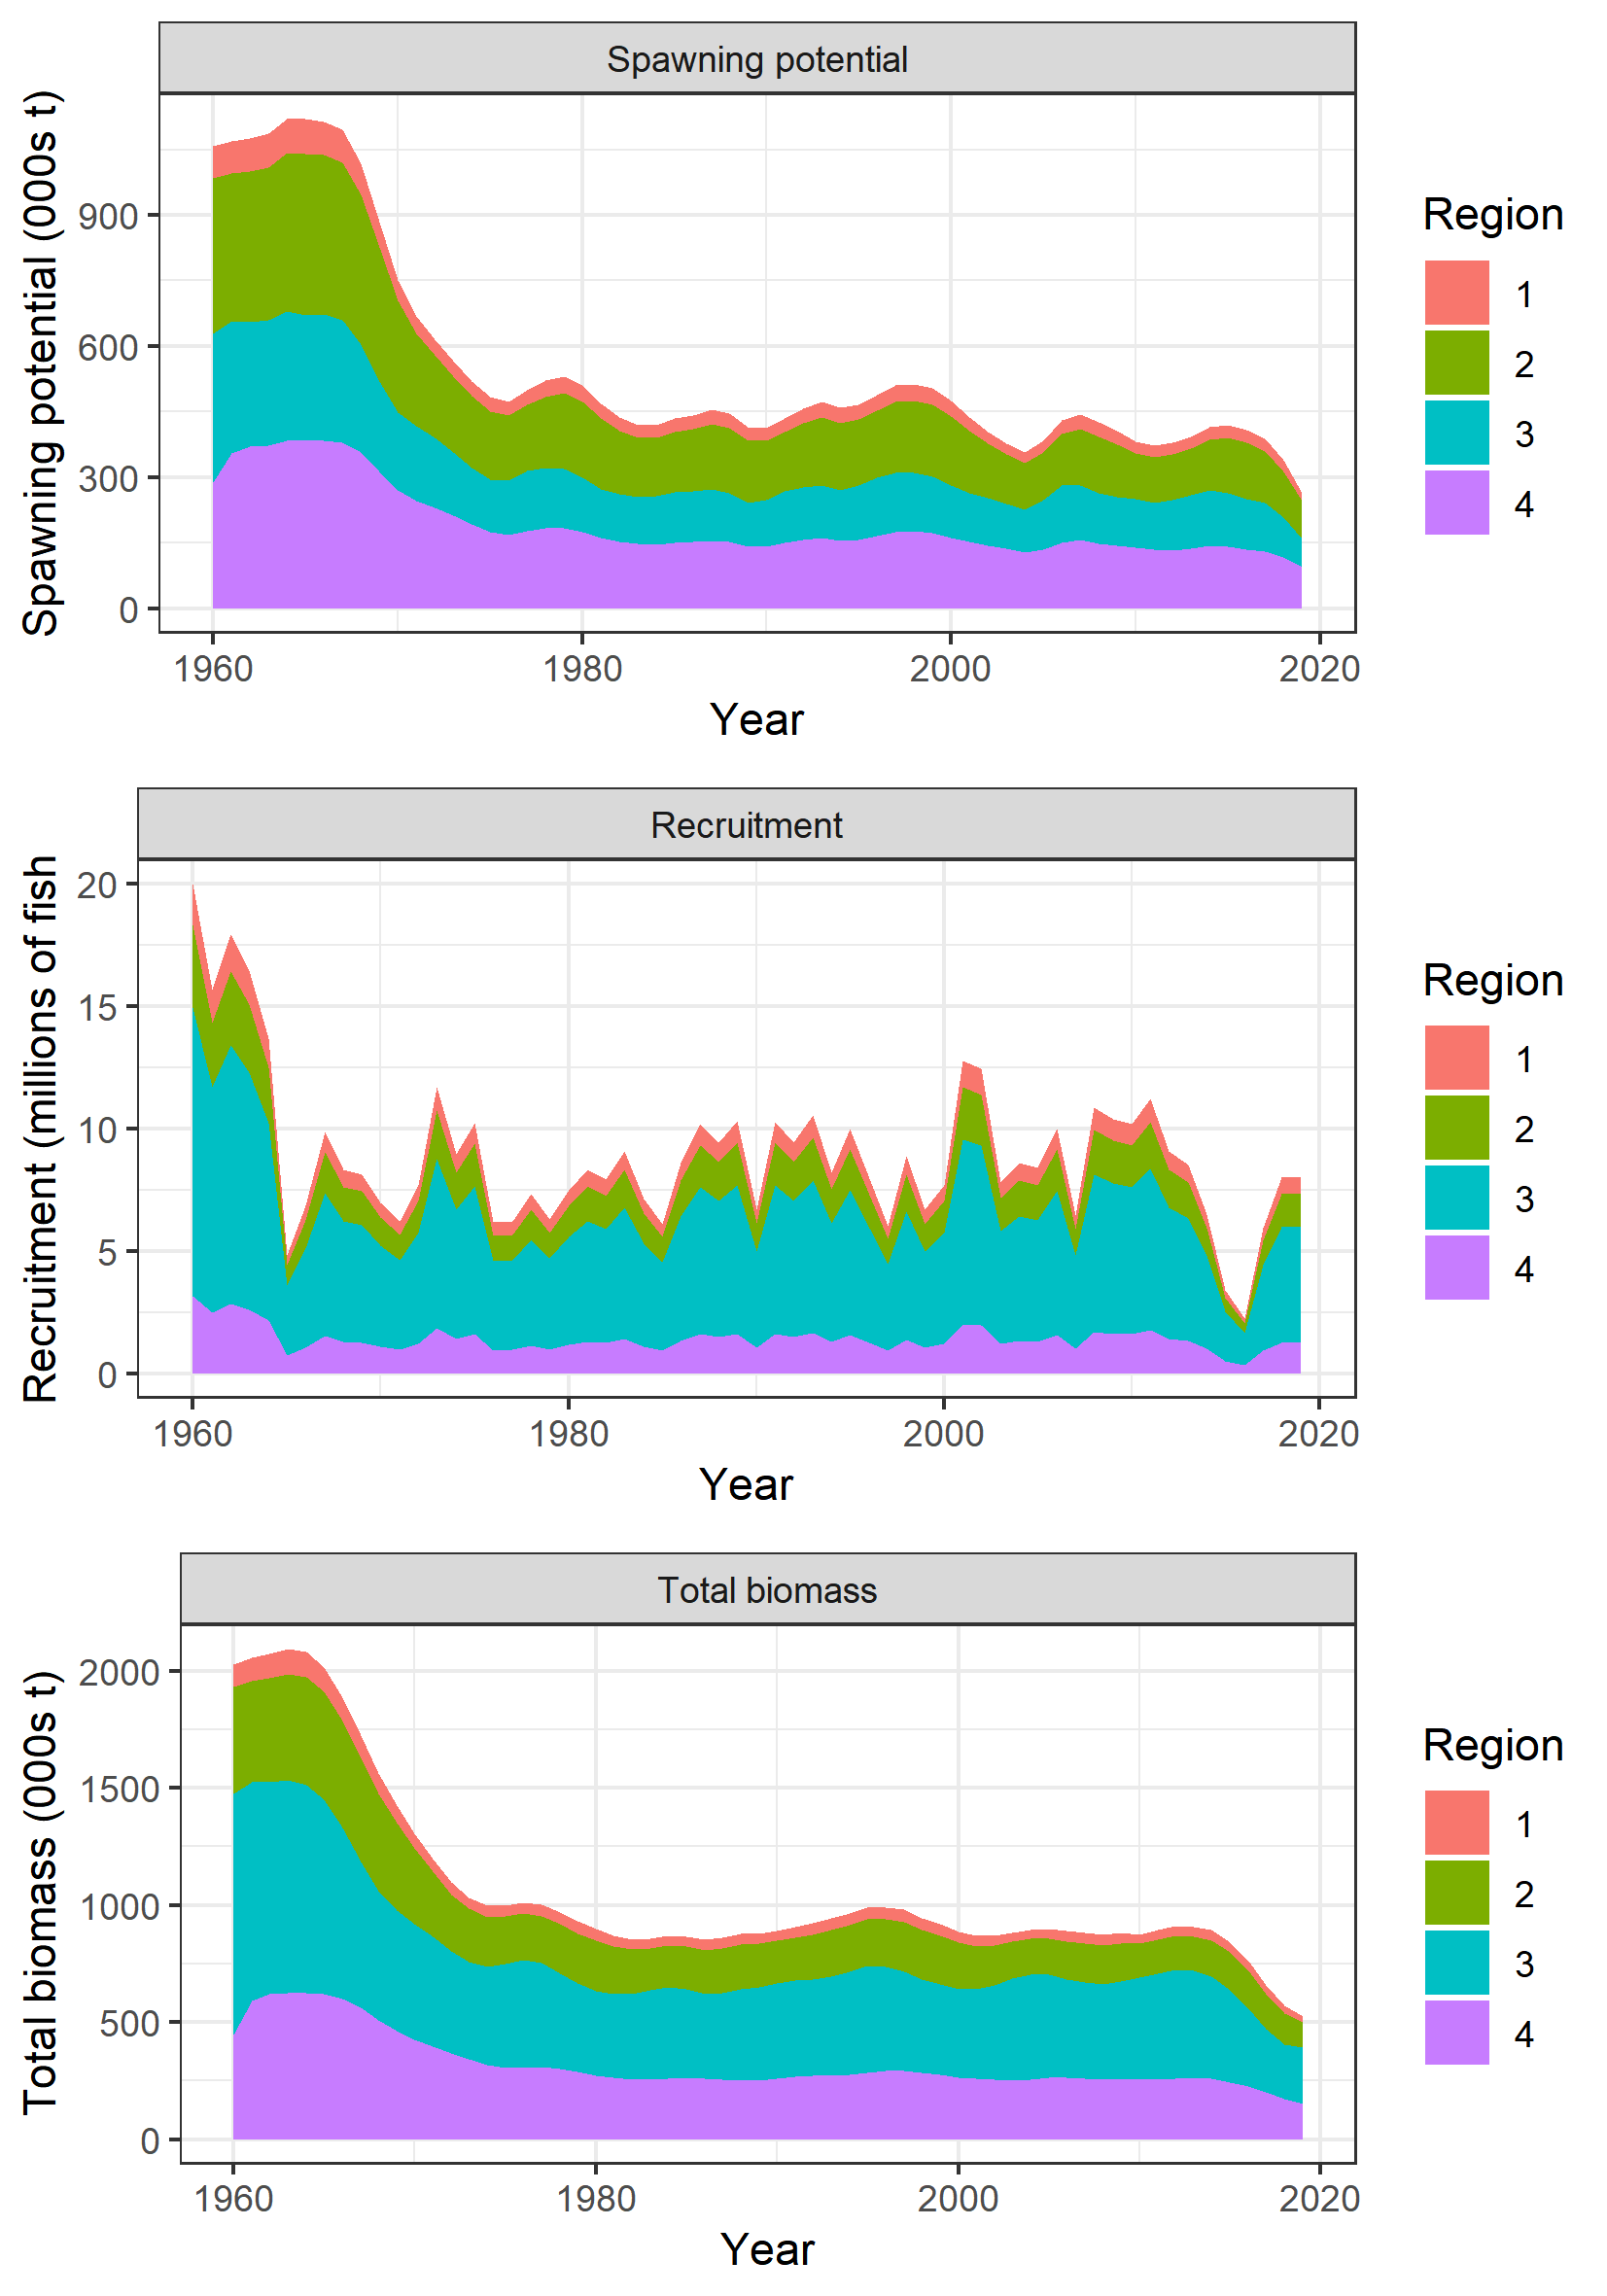 Spawning potential
Spawning potential (000s t)
900
600
300
0
1960 1980 2000 2020
Year
Region
1
2
3
4
Recruitment
Recruitment (millions of fish
20
15
10
5
0
1960 1980 2000 2020
Year
Region
1
2
3
4
Total biomass
Total biomass (000s t)
2000
1500
1000
500
0
1960 1980 2000 2020
Year
Region
1
2
3
4